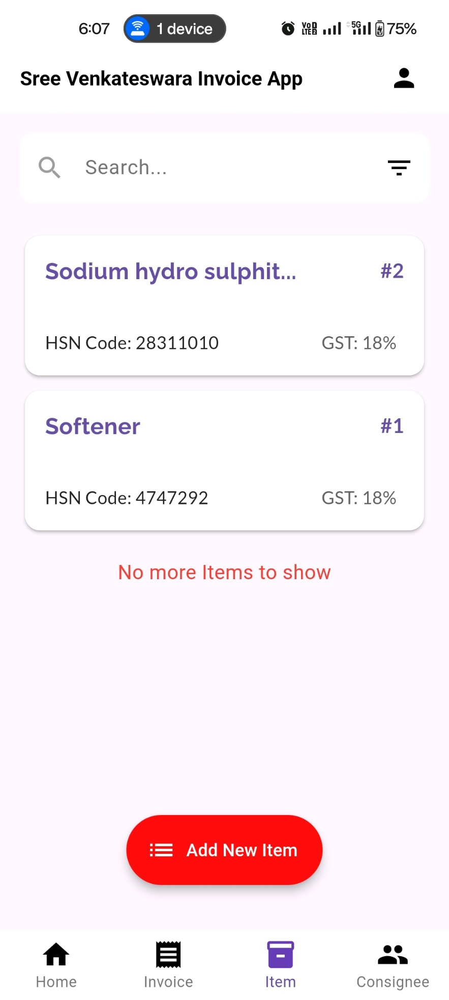 6:07 1 device VoD LTE2 5G 75%
Sree Venkateswara Invoice App
Search...
Sodium hydro sulphit... #2
HSN Code: 28311010 GST: 18%
Softener #1
HSN Code: 4747292 GST: 18%
No more Items to show
Add New Item
Home Invoice Item Consignee